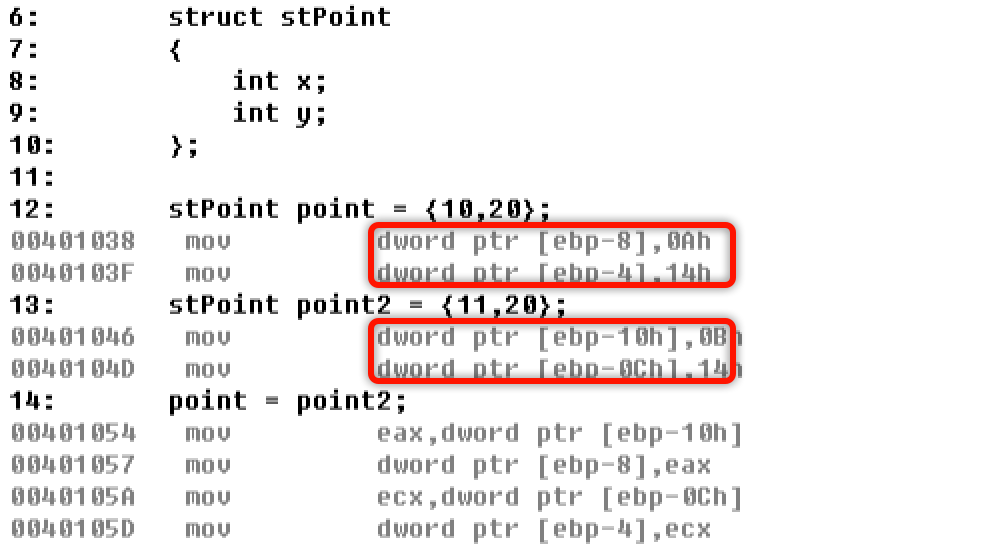 6: struct stPoint
7: {
8: int x;
9: int y;
10: };
11:
12: stPoint point = {10,20};
00401038 mov dword ptr [ebp-8],0Ah
0040103F mov dword ptr [ebp-4],14h
13: stPoint point2 = {11,20};
00401046 mov dword ptr [ebp-10h],0Bh
0040104D mov dword ptr [ebp-0Ch],14h
14: point = point2;
00401054 mov eax,dword ptr [ebp-10h]
00401057 mov dword ptr [ebp-8],eax
0040105A mov ecx,dword ptr [ebp-0Ch]
0040105D mov dword ptr [ebp-4],ecx